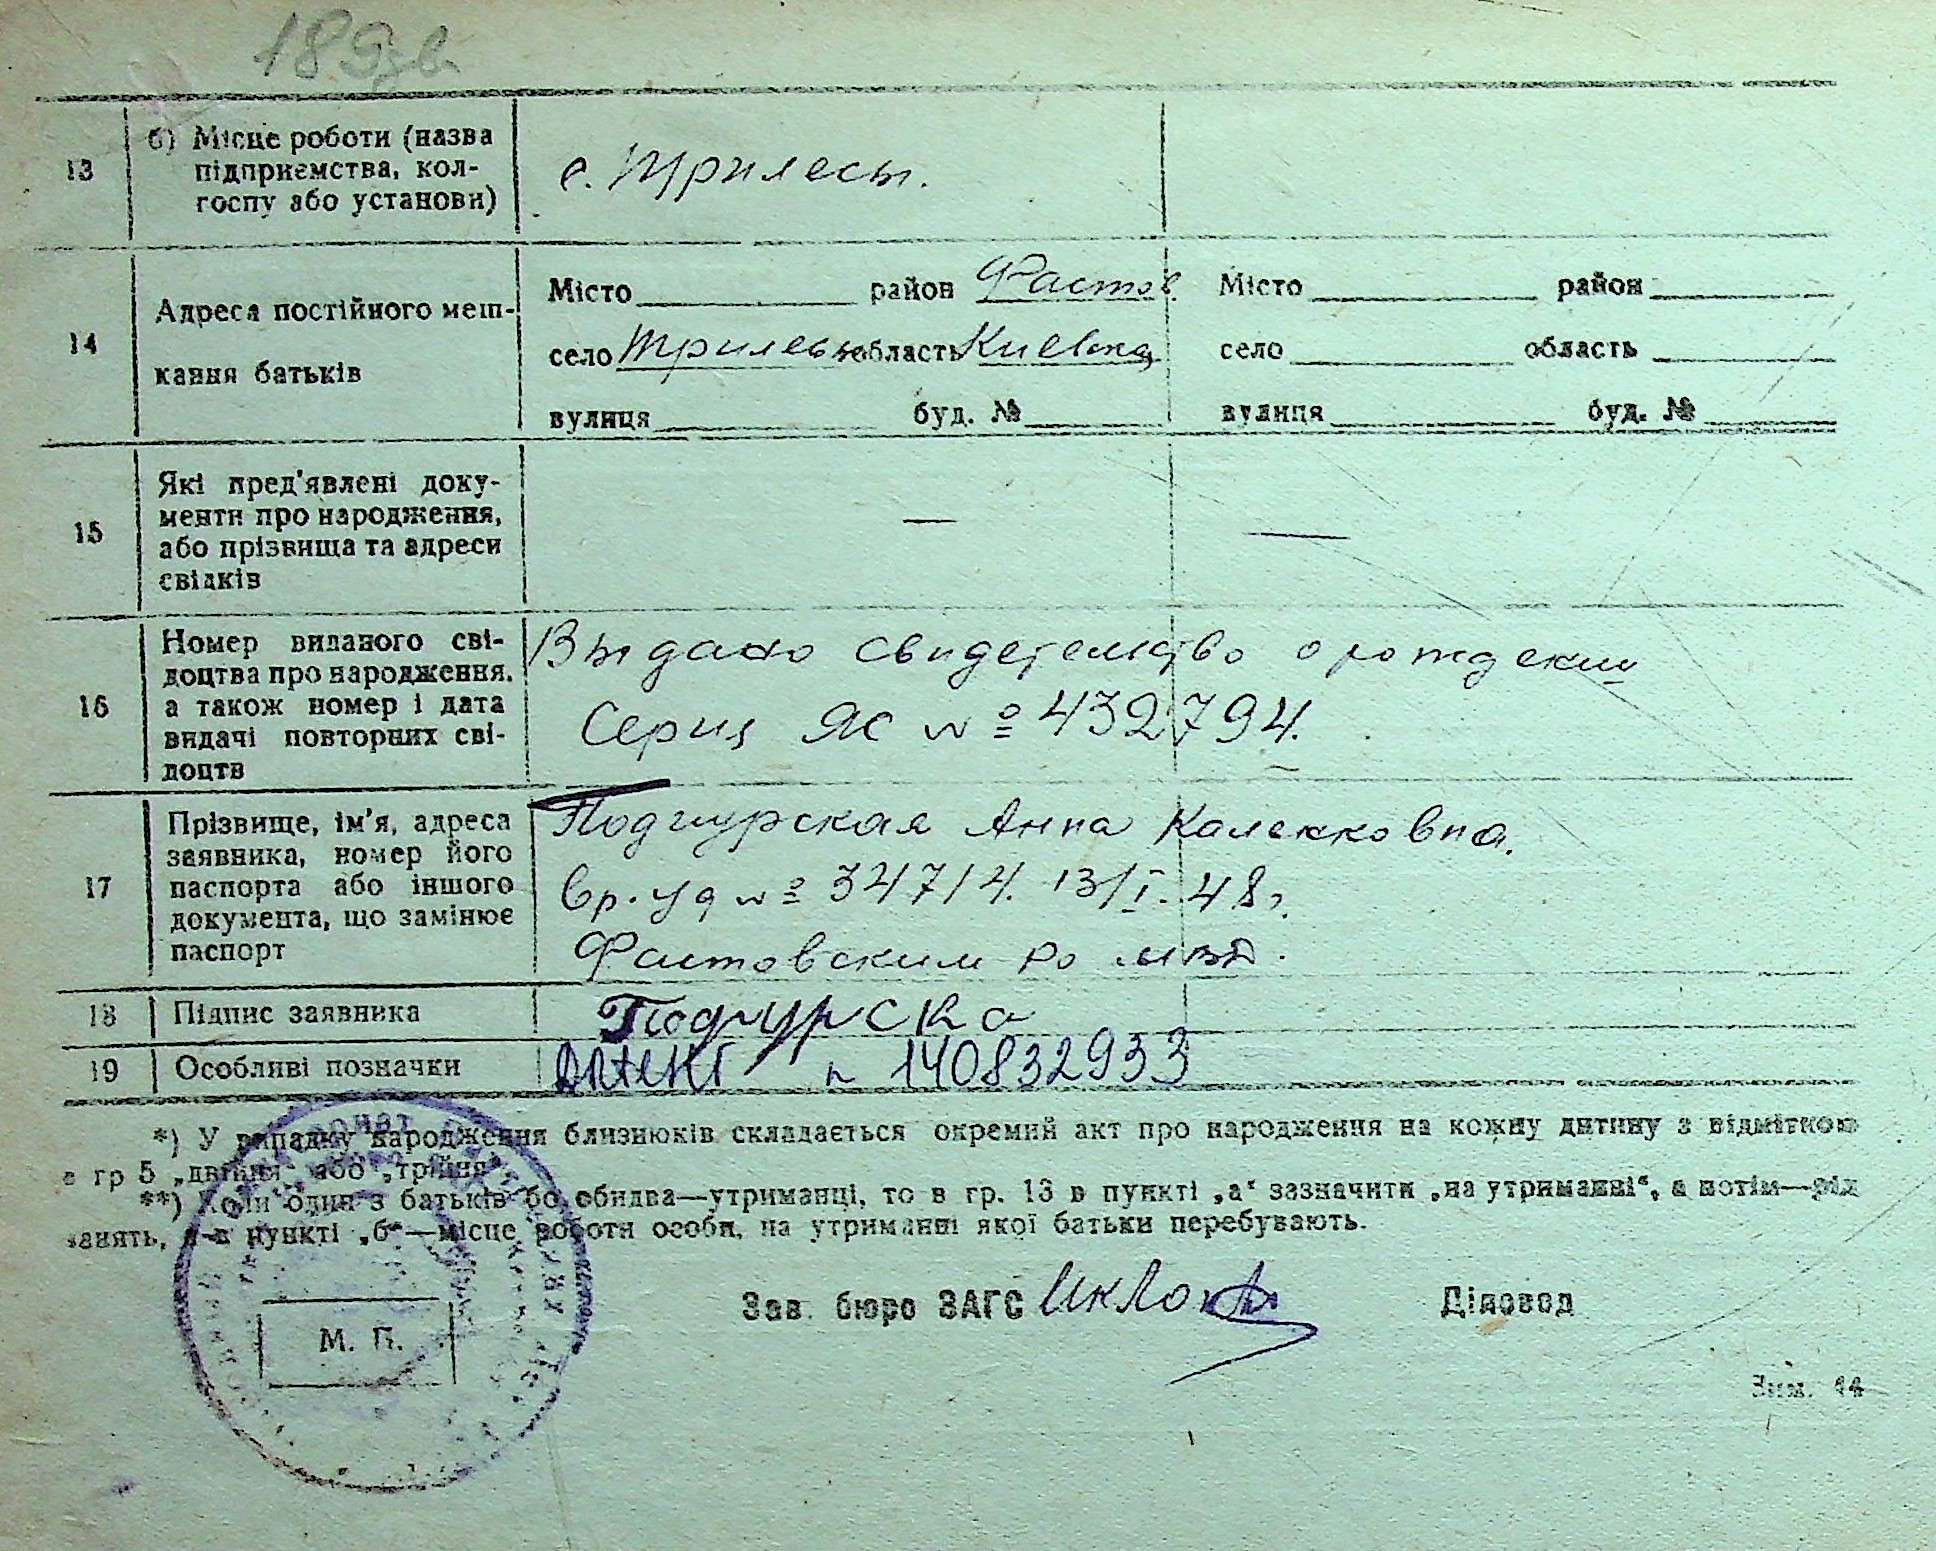 189зв.
13
б) Місце роботи (назва
підприємства, кол-
госпу або установи)
с. Трилесы.
14
Адреса постійного меш-
кання батьків
Місто район Фастов. Місто район
село Трилесы область Киевска село область
вулиця буд. № вулиця буд. №
15
Які пред'явлені доку-
менти про народження,
або прізвища та адреси
свідків
— —
16
Номер виданого сві-
доцтва про народження,
а також номер і дата
видачі повторних сві-
доцтв
Выдано свидетельство о рождении
Серия ЯС № 432794.
17
Прізвище, ім'я, адреса
заявника, номер його
паспорта або іншого
документа, що замінює
паспорт
Подгурская Анна
вр. уд № 34714. 13/I. 48г.
Фастовским РО МВД.
18 Підпис заявника Подгурска
19 Особливі позначки № 140832933
*) У випадку народження близнюків складається окремий акт про народження на кожну дитину з відміткою
в гр 5 „двійня“ або „трійня“.
**) Коли один з батьків бо обидва—утриманці, то в гр. 13 в пункті „а“ зазначити „на утриманні“, а потім—рід
занять, а в пункті „б“—місце роботи особи, на утриманні якої батьки перебувають.
Зав. бюро ЗАГС Діловод
М. П.
Зам. 44